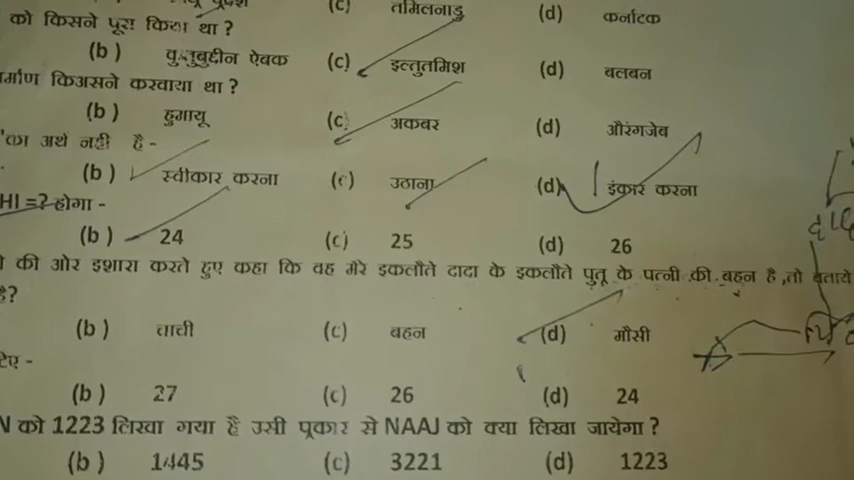 (c) तमिलनाडु (d) कर्नाटक
को किसने पूरा किया था ?
(b ) कुतुबुद्दीन ऐबक (c) इल्तुतमिश (d) बलबन
र्माण किअसने करवाया था ?
(b ) हुमायू (c) अकबर (d) औरंगजेब
'का अर्थ नही है -
(b ) स्वीकार करना (c) उठाना (d) इंकार करना
HI =? होगा -
(b ) 24 (c) 25 (d) 26
की ओर इशारा करते हुए कहा कि वह मेरे इकलौते दादा के इकलौते पुतू के पत्नी की बहन है ,तो बताये
है?
(b ) चाची (c) बहन (d) मौसी
टिए -
(b ) 27 (c) 26 (d) 24
N को 1223 लिखा गया है उसी प्रकार से NAAJ को क्या लिखा जायेगा ?
(b ) 1445 (c) 3221 (d) 1223